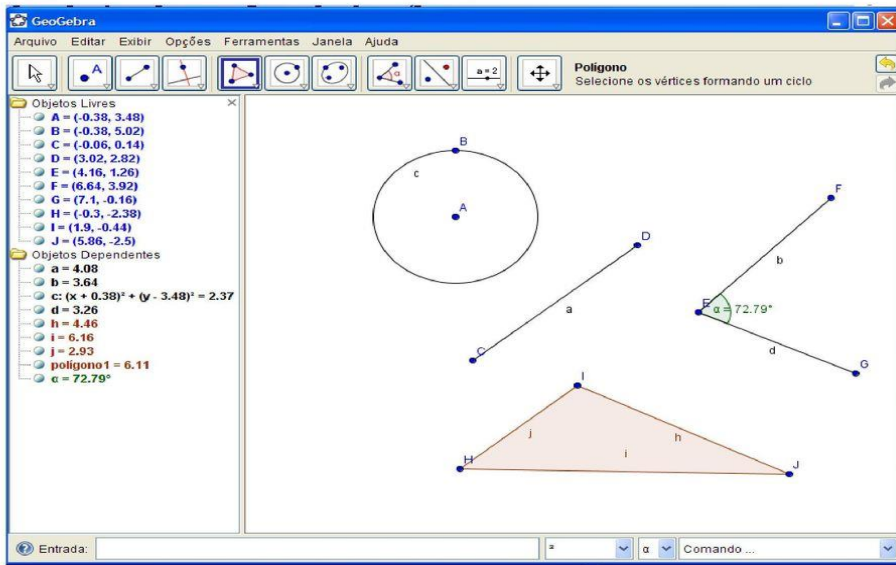 GeoGebra
Arquivo Editar Exibir Opções Ferramentas Janela Ajuda
A
α
a = 2
Polígono
Selecione os vértices formando um ciclo
Objetos Livres
A = (-0.38, 3.48)
B = (-0.38, 5.02)
C = (-0.06, 0.14)
D = (3.02, 2.82)
E = (4.16, 1.26)
F = (6.64, 3.92)
G = (7.1, -0.16)
H = (-0.3, -2.38)
I = (1.9, -0.44)
J = (5.86, -2.5)
Objetos Dependentes
a = 4.08
b = 3.64
c: (x + 0.38)² + (y - 3.48)² = 2.37
d = 3.26
h = 4.46
i = 6.16
j = 2.93
polígono1 = 6.11
α = 72.79°
B
c
A
D
a
C
F
b
E
α = 72.79°
d
G
I
j
h
H
i
J
Entrada:
²
α
Comando ...